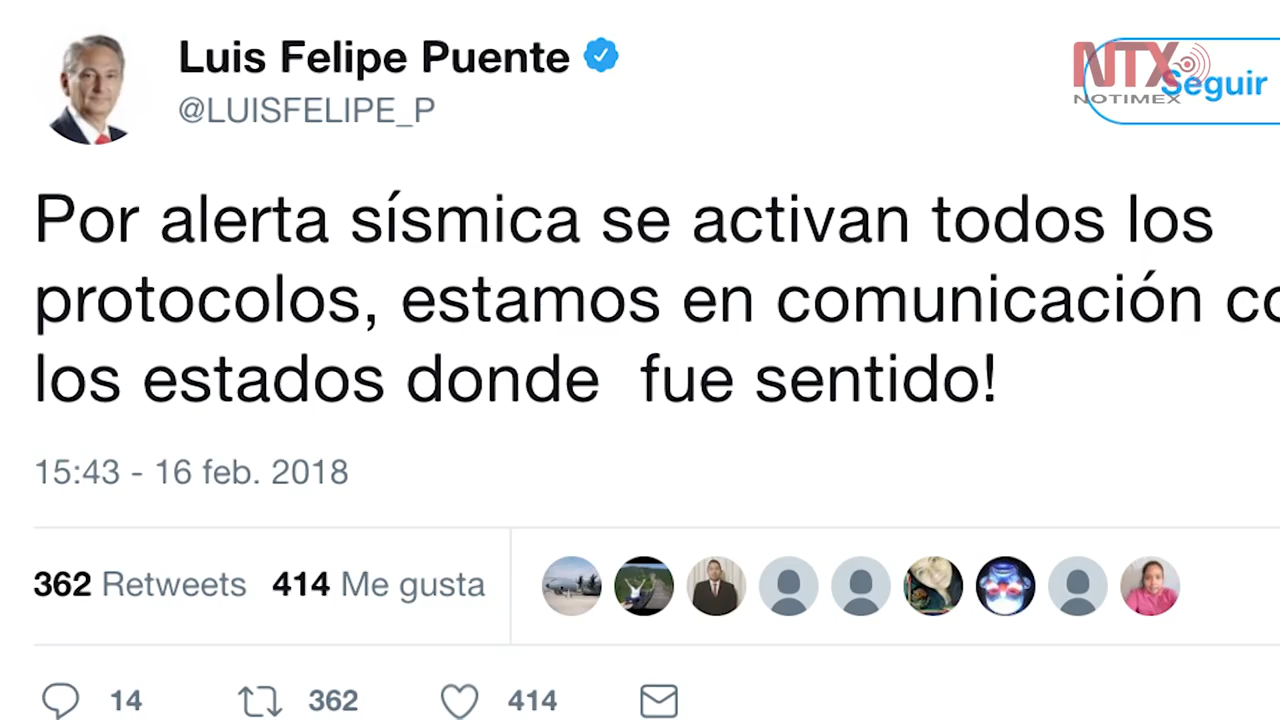 Luis Felipe Puente
@LUISFELIPE_P
NTX
NOTIMEX
Seguir
Por alerta sísmica se activan todos los
protocolos, estamos en comunicación co
los estados donde fue sentido!
15:43 - 16 feb. 2018
362 Retweets 414 Me gusta
14 362 414